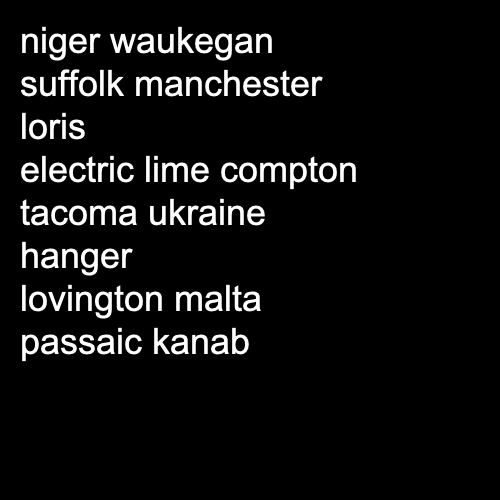 niger waukegan
suffolk manchester
loris
electric lime compton
tacoma ukraine
hanger
lovington malta
passaic kanab